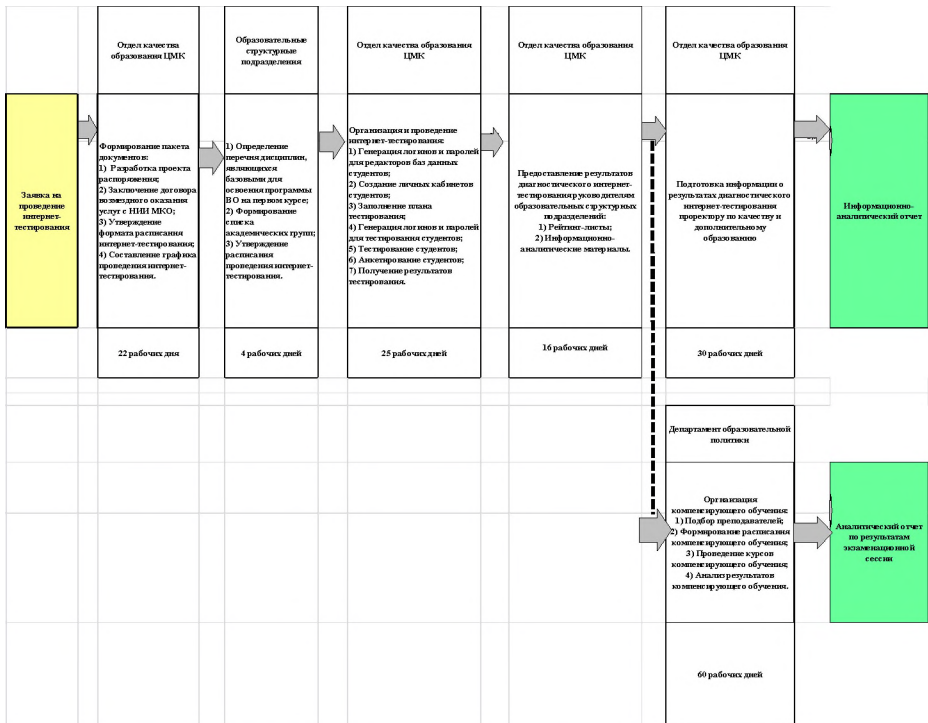 Отдел качества
образования ЦМК
Образовательные
структурные
подразделения
Отдел качества образования
ЦМК
Отдел качества образования
ЦМК
Отдел качества образования
ЦМК
Заявка на
проведение
интернет-
тестирования
Формирование пакета
документов:
1) Разработка проекта
распоряжения;
2) Заключение договора
возмездного оказания
услуг с НИИ МКО;
3) Утверждение
формата расписания
интернет-тестирования;
4) Составление графика
проведения интернет-
тестирования.
1) Определение
перечня дисциплин,
являющихся
базовыми для
освоения программы
ВО на первом курсе;
2) Формирование
списка
академических групп;
3) Утверждение
расписания
проведения интернет-
тестирования.
Организация и проведение
интернет-тестирования:
1) Генерация логинов и паролей
для редакторов баз данных
студентов;
2) Создание личных кабинетов
студентов;
3) Заполнение плана
тестирования;
4) Генерация логинов и паролей
для тестирования студентов;
5) Тестирование студентов;
6) Анкетирование студентов;
7) Получение результатов
тестирования.
Предоставление результатов
диагностического интернет-
тестирования руководителям
образовательных структурных
подразделений:
1) Рейтинг-листы;
2) Информационно-
аналитические материалы.
Подготовка информации о
результатах диагностического
интернет-тестирования
проректору по качеству и
дополнительному
образованию
Информационно-
аналитический отчет
22 рабочих дня
4 рабочих дней
25 рабочих дней
16 рабочих дней
30 рабочих дней
Департамент образовательной
политики
Оргнаизация
компенсирующего обучения:
1) Подбор преподавателей;
2) Формирование расписания
компенсирующего обучения;
3) Проведение курсов
компенсирующего обучения;
4) Анализ результатов
компенсирующего обучения.
Аналитический отчет
по результатам
экзаменационной
сессии
60 рабочих дней